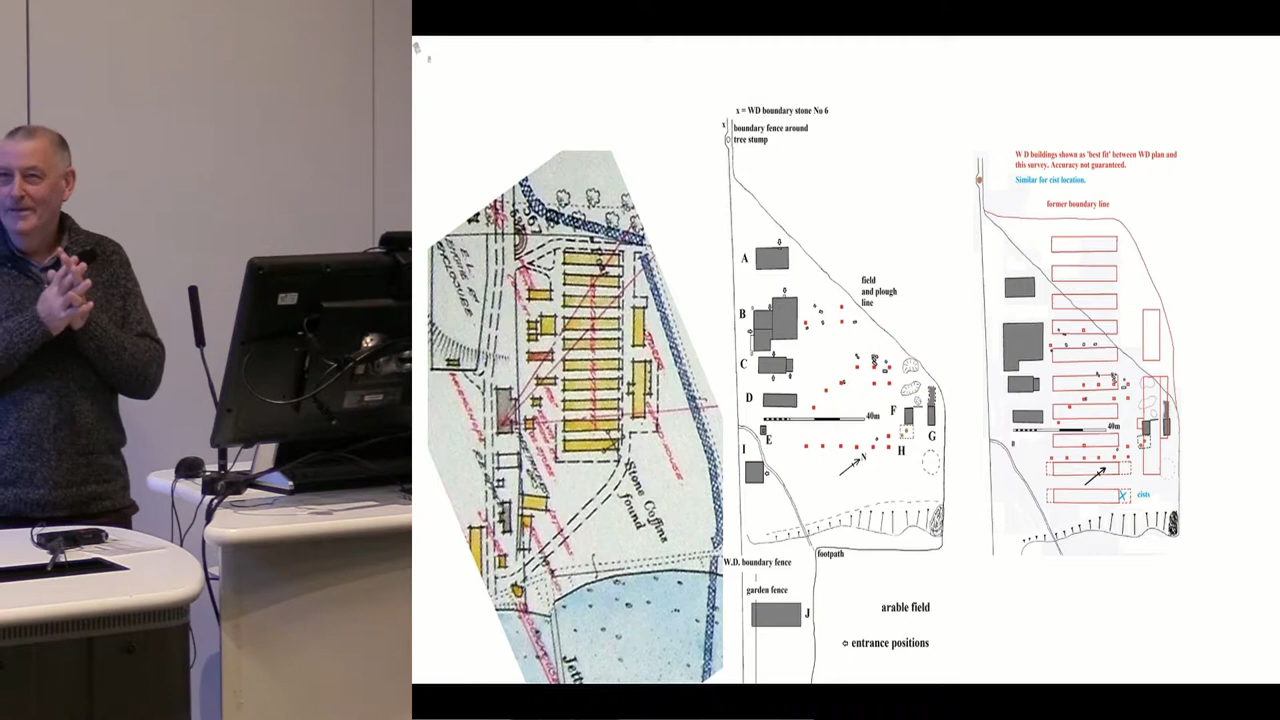 x = WD boundary stone No 6
x
boundary fence around
tree stump
A
B
C
D
E
F
G
H
I
J
field
and plough
line
40m
N
footpath
W.D. boundary fence
garden fence
arable field
entrance positions
Stone Coffins
found
Jett
W D buildings shown as 'best fit' between WD plan and
this survey. Accuracy not guaranteed.
Similar for cist location.
former boundary line
40m
X cists